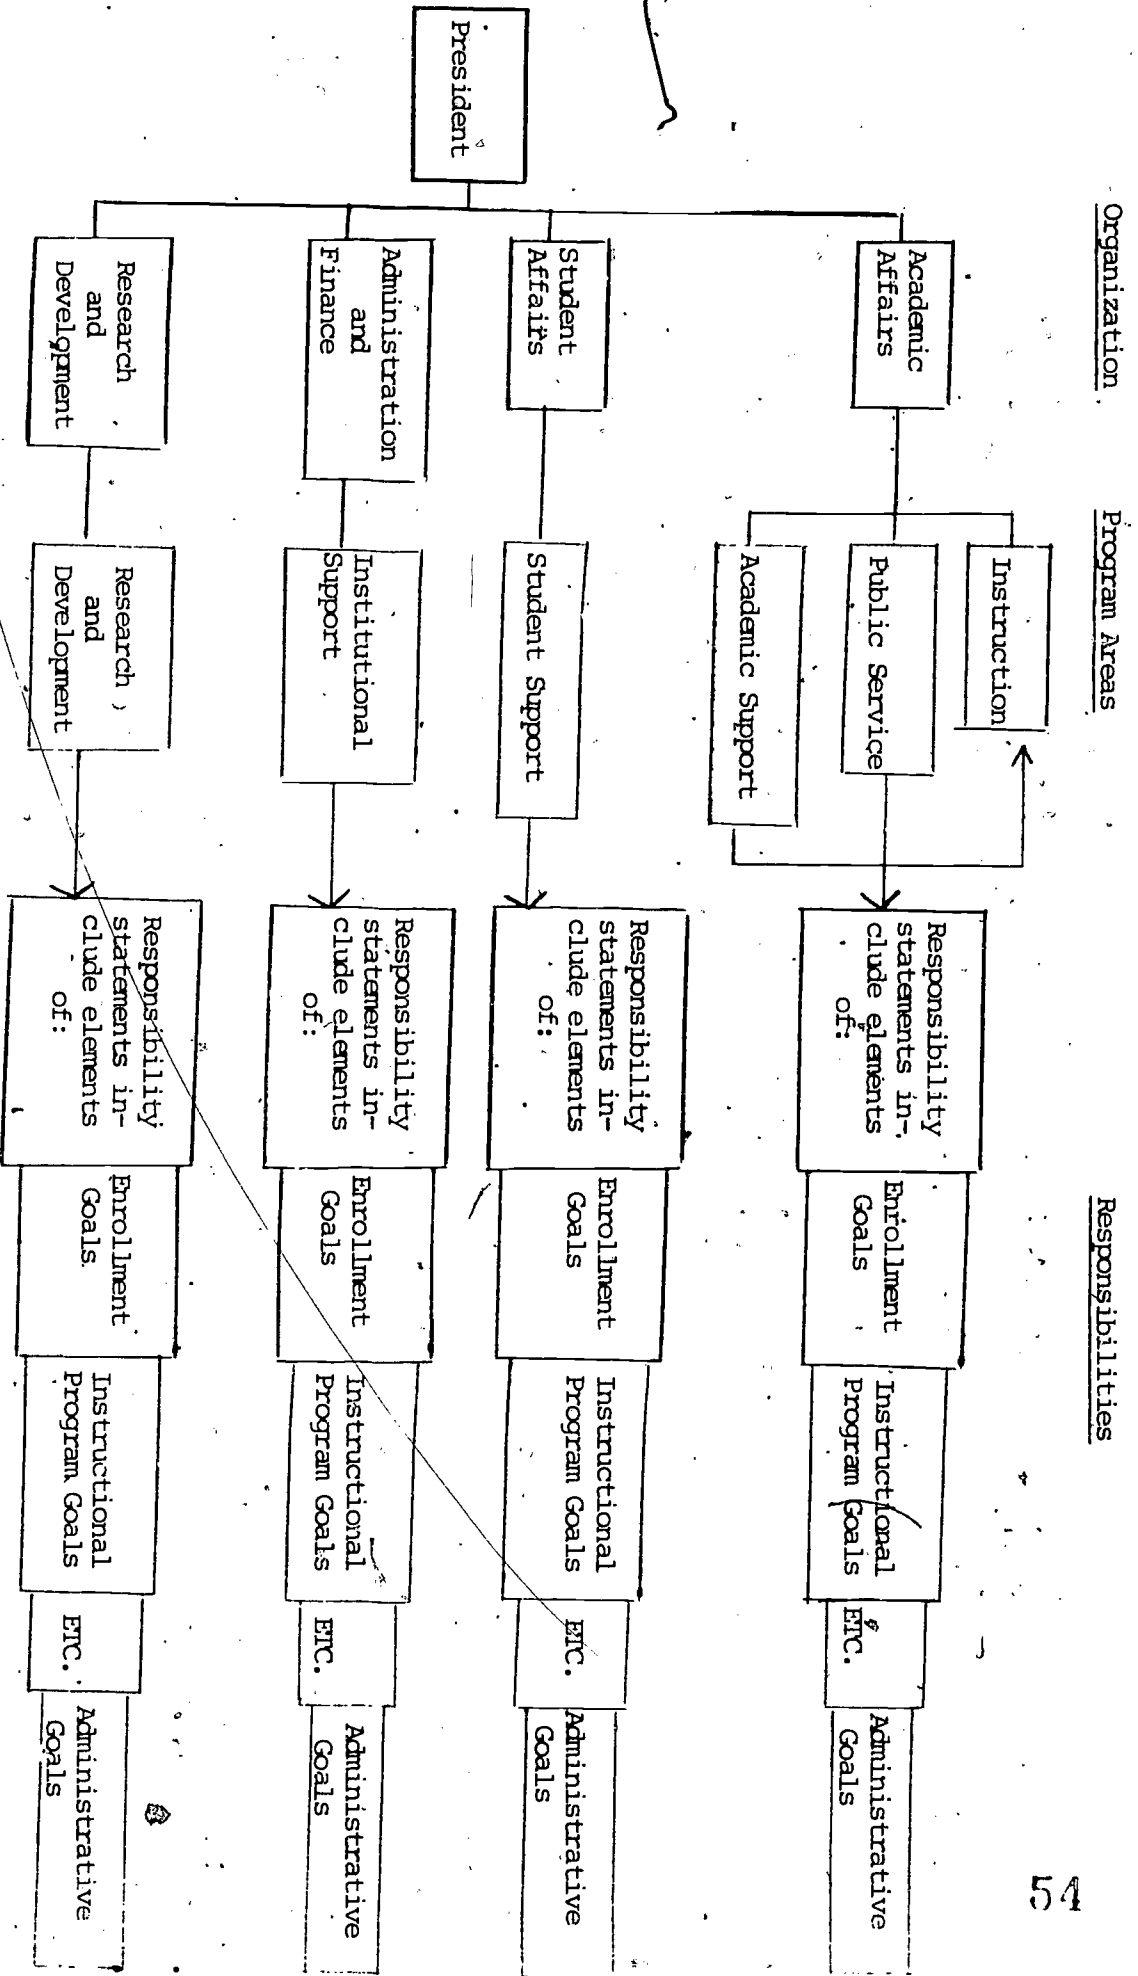 Organization
Program Areas
Responsibilities
President
Academic
Affairs
Instruction
Public Service
Academic Support
Responsibility
statements in-
clude elements
of:
Enrollment
Goals
Instructional
Program Goals
ETC.
Administrative
Goals
Student
Affairs
Student Support
Responsibility
statements in-
clude elements
of:
Enrollment
Goals
Instructional
Program Goals
ETC.
Administrative
Goals
Administration
and
Finance
Institutional
Support
Responsibility
statements in-
clude elements
of:
Enrollment
Goals
Instructional
Program Goals
ETC.
Administrative
Goals
Research
and
Development
Research
and
Development
Responsibility
statements in-
clude elements
of:
Enrollment
Goals
Instructional
Program Goals
ETC.
Administrative
Goals
54